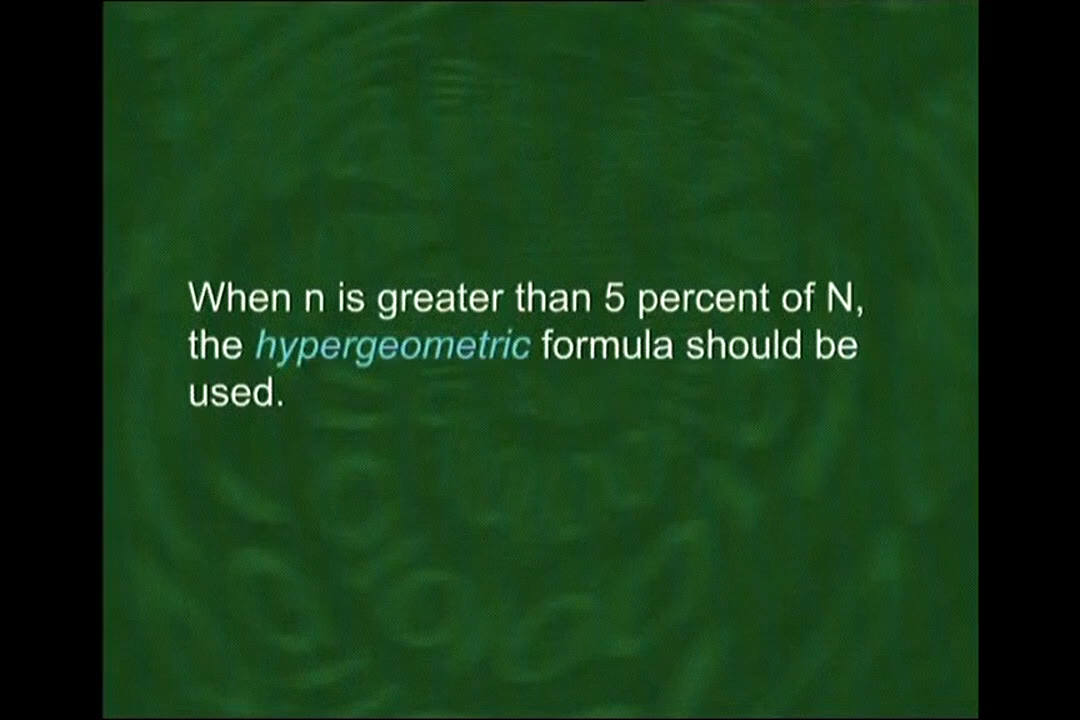 When n is greater than 5 percent of N,
the hypergeometric formula should be
used.